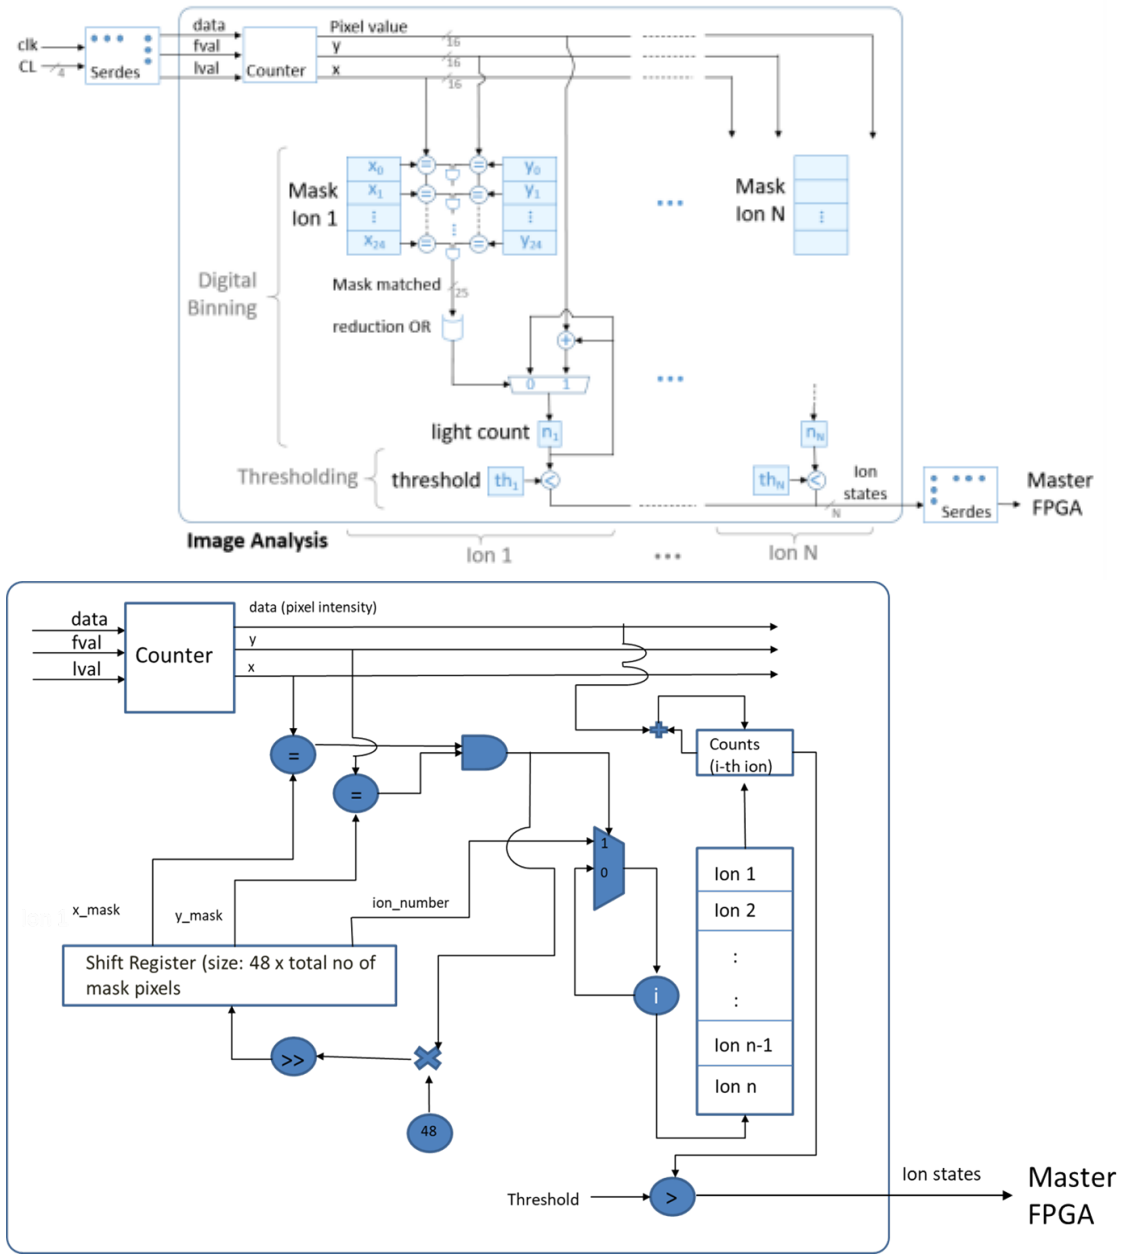 data
Pixel value
clk
fval
y
16
CL
4
Serdes
lval
Counter
x
16
16
x0
=
=
y0
Mask
Ion 1
x1
=
=
y1
⋮
⋮
⋮
x24
=
=
y24
...
Mask
Ion N
⋮
Digital
Binning
Mask matched
25
reduction OR
+
0 1
...
light count
n1
nN
Thresholding
threshold
th1
<
thN
<
Ion
states
N
Serdes
Master
FPGA
Image Analysis
Ion 1
...
Ion N
data
fval
lval
Counter
data (pixel intensity)
y
x
=
=
Counts
(i-th ion)
1
0
x_mask
y_mask
ion_number
Shift Register (size: 48 x total no of
mask pixels
i
Ion 1
Ion 2
:
:
Ion n-1
Ion n
>>
48
Threshold
>
Ion states
Master
FPGA